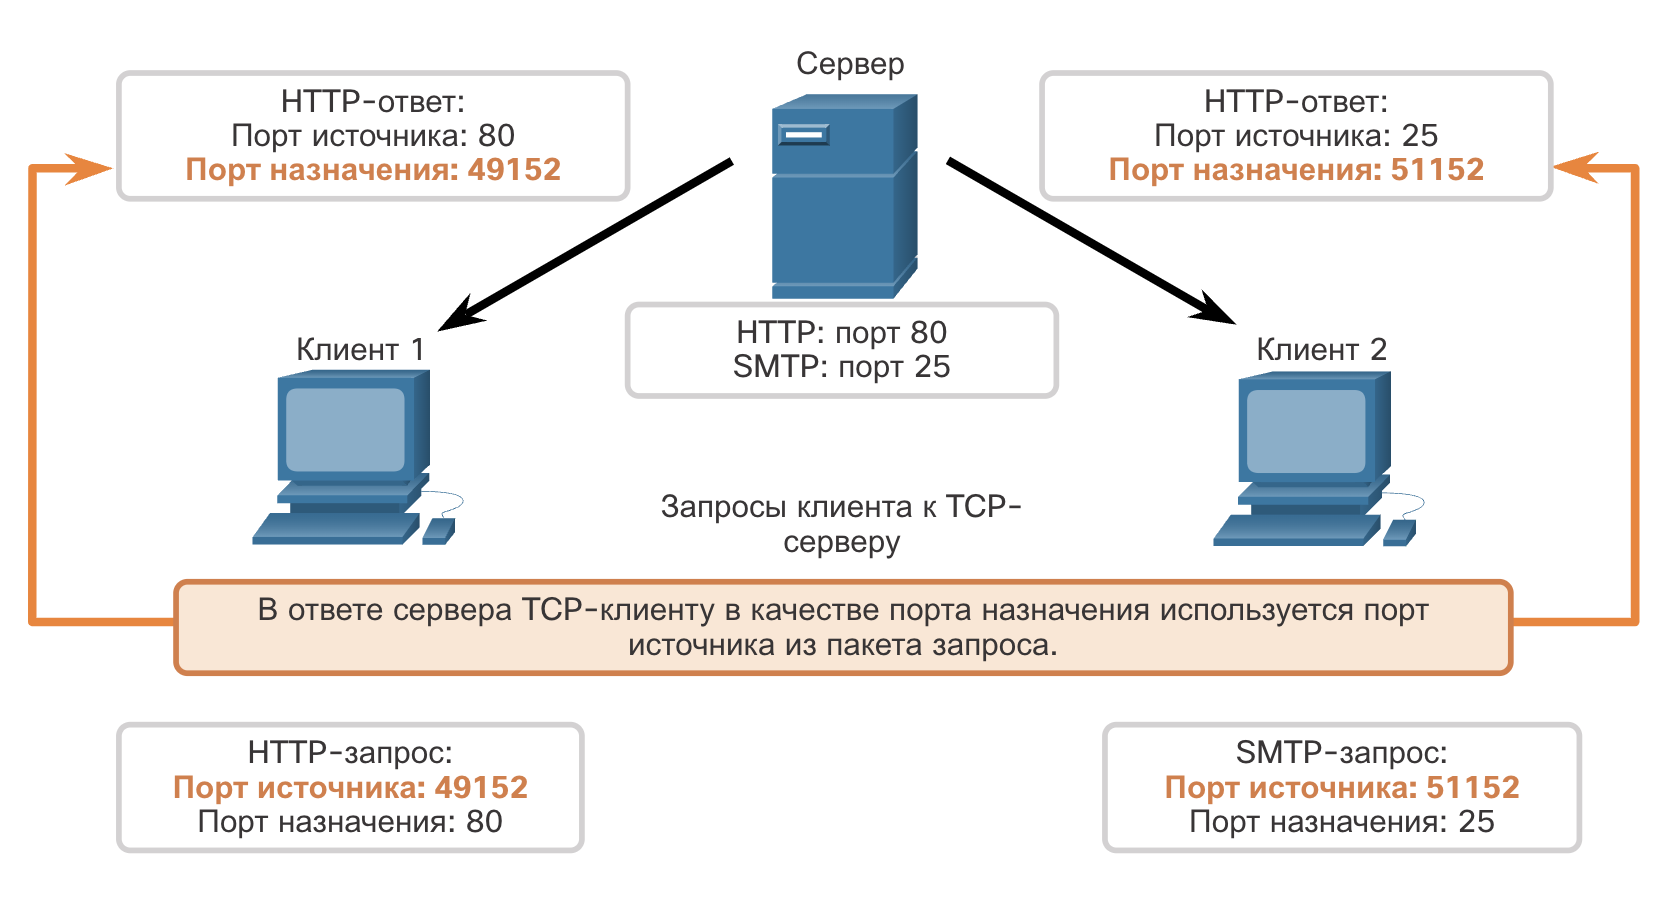 Сервер
HTTP-ответ:
Порт источника: 80
Порт назначения: 49152
HTTP-ответ:
Порт источника: 25
Порт назначения: 51152
HTTP: порт 80
SMTP: порт 25
Клиент 1
Клиент 2
Запросы клиента к TCP-
серверу
В ответе сервера TCP-клиенту в качестве порта назначения используется порт
источника из пакета запроса.
HTTP-запрос:
Порт источника: 49152
Порт назначения: 80
SMTP-запрос:
Порт источника: 51152
Порт назначения: 25